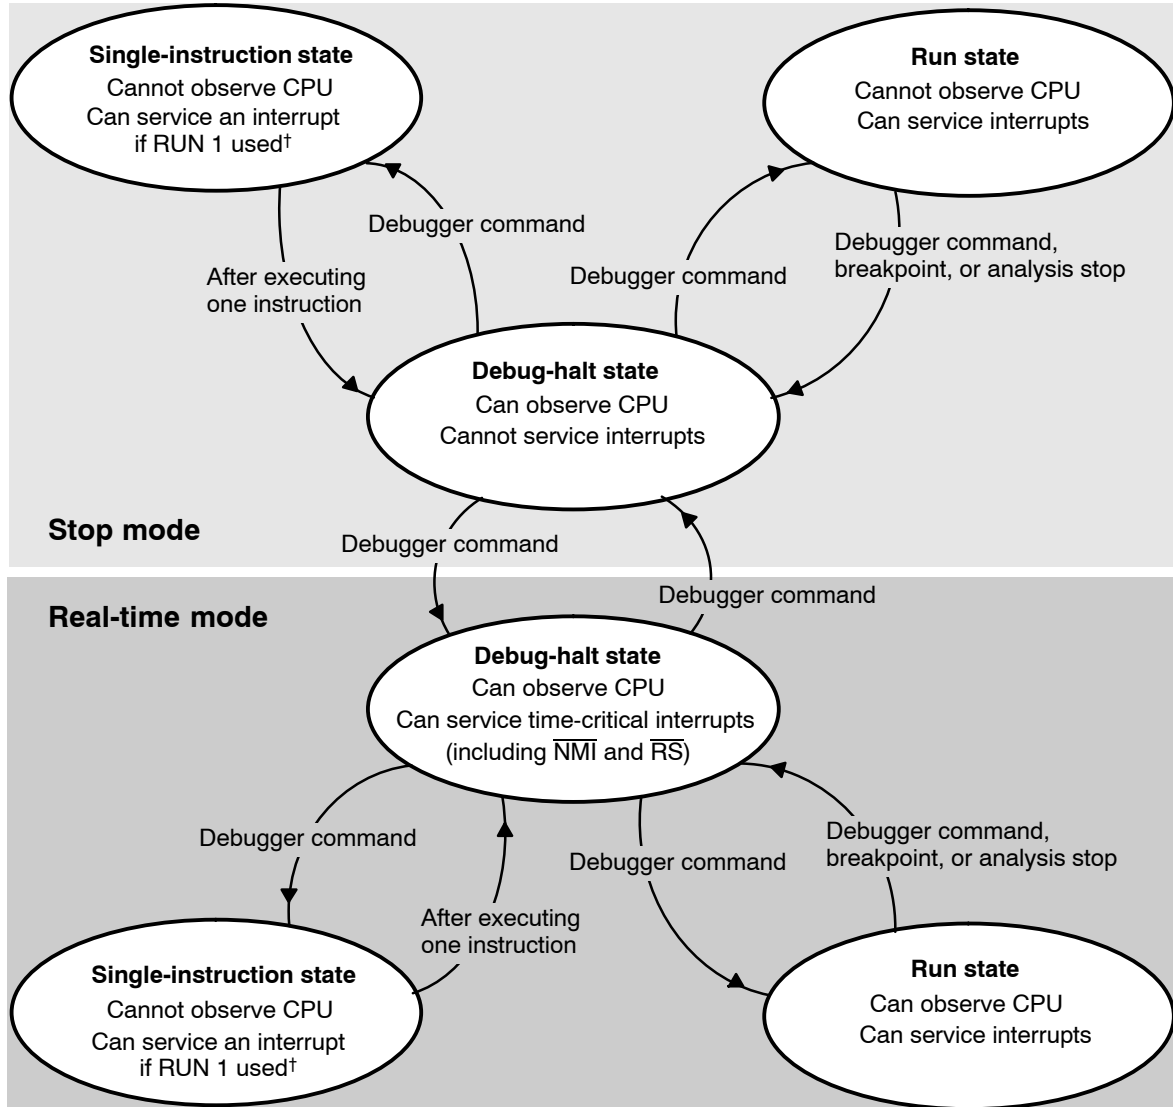 Single-instruction state
Cannot observe CPU
Can service an interrupt
if RUN 1 used†
Run state
Cannot observe CPU
Can service interrupts
Debugger command
Debugger command
Debugger command,
breakpoint, or analysis stop
After executing
one instruction
Debug-halt state
Can observe CPU
Cannot service interrupts
Stop mode
Debugger command
Debugger command
Real-time mode
Debug-halt state
Can observe CPU
Can service time-critical interrupts
(including NMI and RS)
Debugger command
Debugger command
Debugger command,
breakpoint, or analysis stop
After executing
one instruction
Single-instruction state
Cannot observe CPU
Can service an interrupt
if RUN 1 used†
Run state
Can observe CPU
Can service interrupts